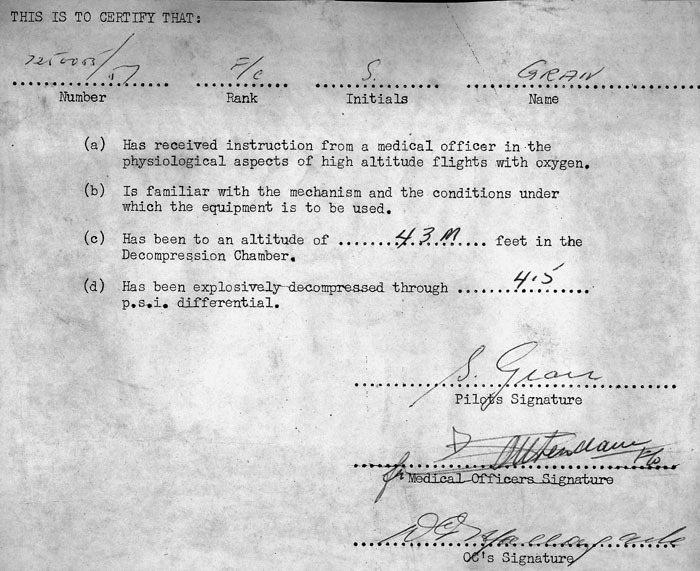 THIS IS TO CERTIFY THAT:
F/C S. GRAN
Number Rank Initials Name
(a) Has received instruction from a medical officer in the
physiological aspects of high altitude flights with oxygen.
(b) Is familiar with the mechanism and the conditions under
which the equipment is to be used.
(c) Has been to an altitude of ........43M.... feet in the
Decompression Chamber.
(d) Has been explosively decompressed through ........4.5......
p.s.i. differential.
S. Gran
Pilots Signature
for Medical Officers Signature
OC's Signature